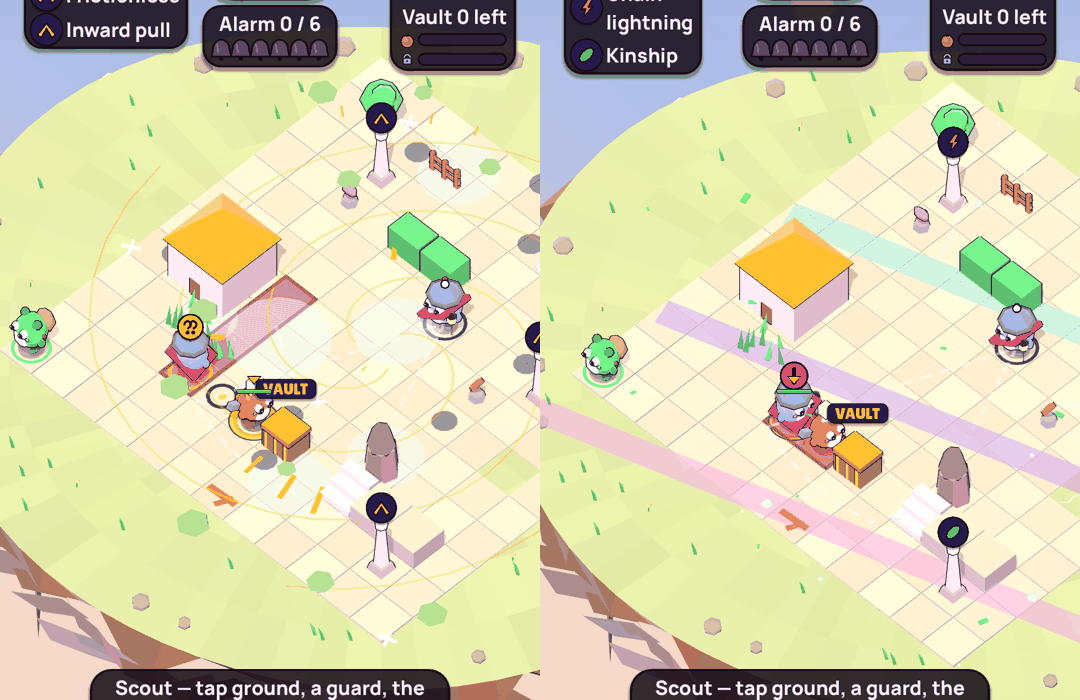 Inward pull
Alarm 0 / 6
Vault 0 left
??
VAULT
Scout — tap ground, a guard, the
lightning
Kinship
Alarm 0 / 6
Vault 0 left
VAULT
Scout — tap ground, a guard, the